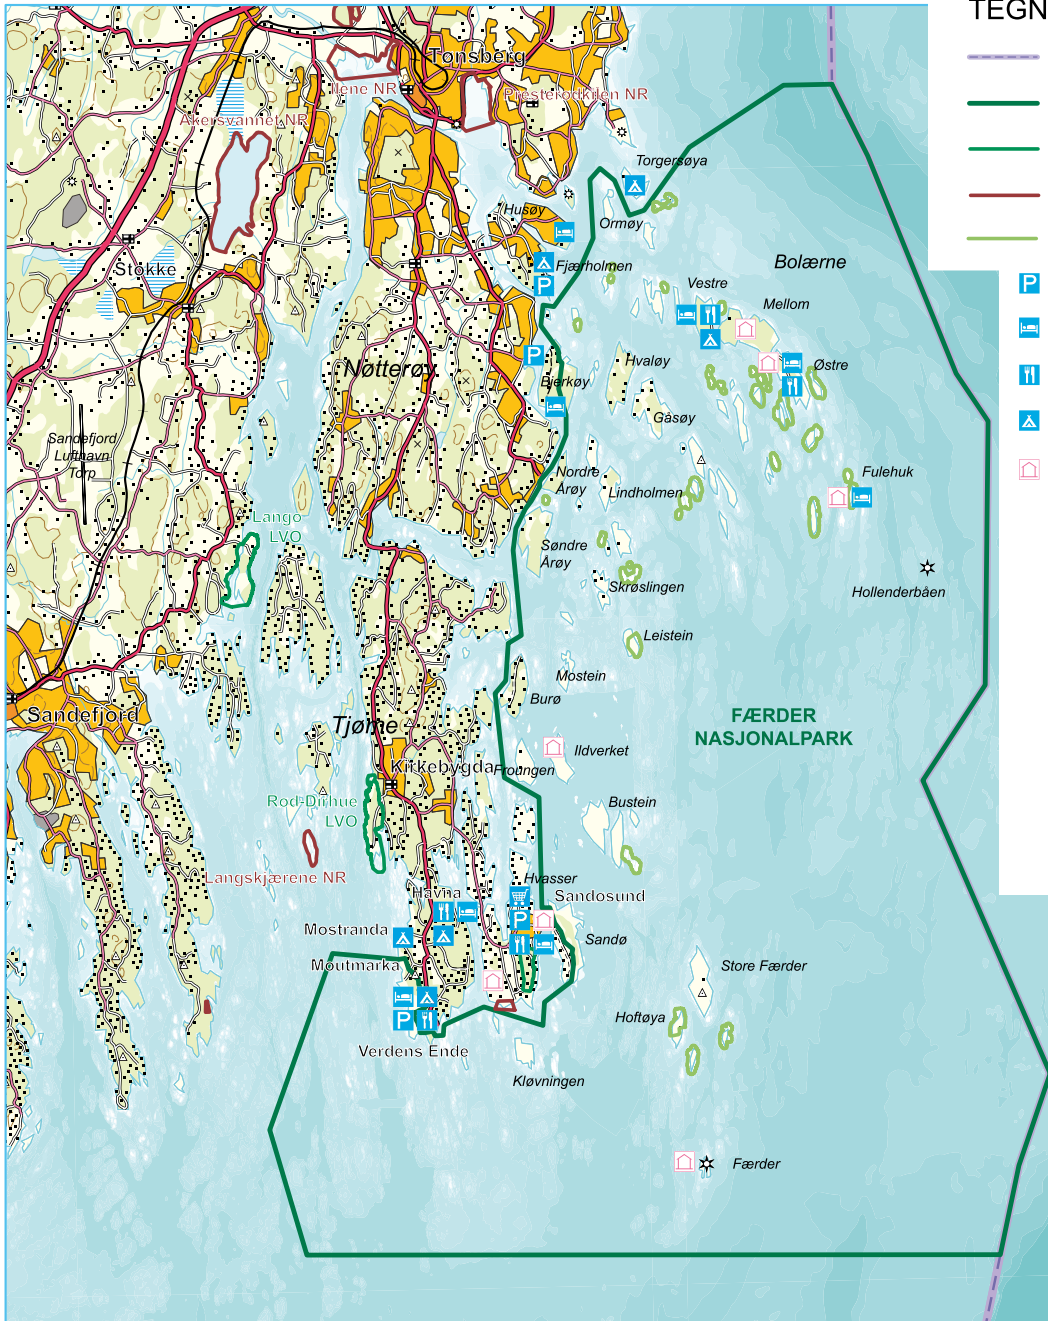 TEGN
Tønsberg
Ilene NR
Presterødkilen NR
Akersvannet NR
Torgersøya
Husøy
Ormøy
Stokke
Fjærholmen
Bolærne
Vestre
Mellom
Nøtterøy
Hvaløy
Østre
Bjerkøy
Gåsøy
Sandefjord
Lufthavn
Torp
Nordre
Årøy
Lindholmen
Fulehuk
Langø
LVO
Søndre
Årøy
Skrøslingen
Hollenderbåen
Leistein
Mostein
Burø
Sandefjord
Tjøme
FÆRDER
NASJONALPARK
Ildverket
Kirkebygda
Froungen
Rød-Dirhue
LVO
Bustein
Langskjærene NR
Hvasser
Havna
Sandøsund
Mostranda
Sandø
Moutmarka
Store Færder
Hoftøya
Verdens Ende
Kløvningen
Færder
P
P
P
P
P